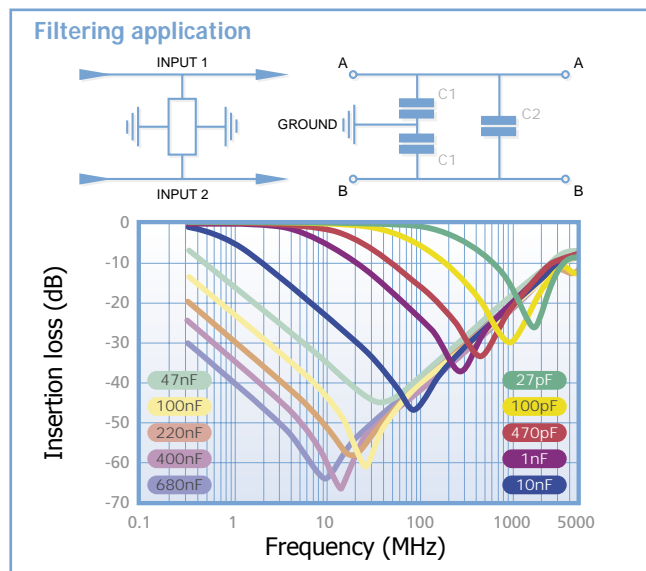 Filtering application
INPUT 1
INPUT 2
A A
C1
GROUND
C2
C1
B B
0
-10
-20
-30
-40
-50
-60
-70
Insertion loss (dB)
47nF
100nF
220nF
400nF
680nF
27pF
100pF
470pF
1nF
10nF
0.1 1 10 100 1000 5000
Frequency (MHz)